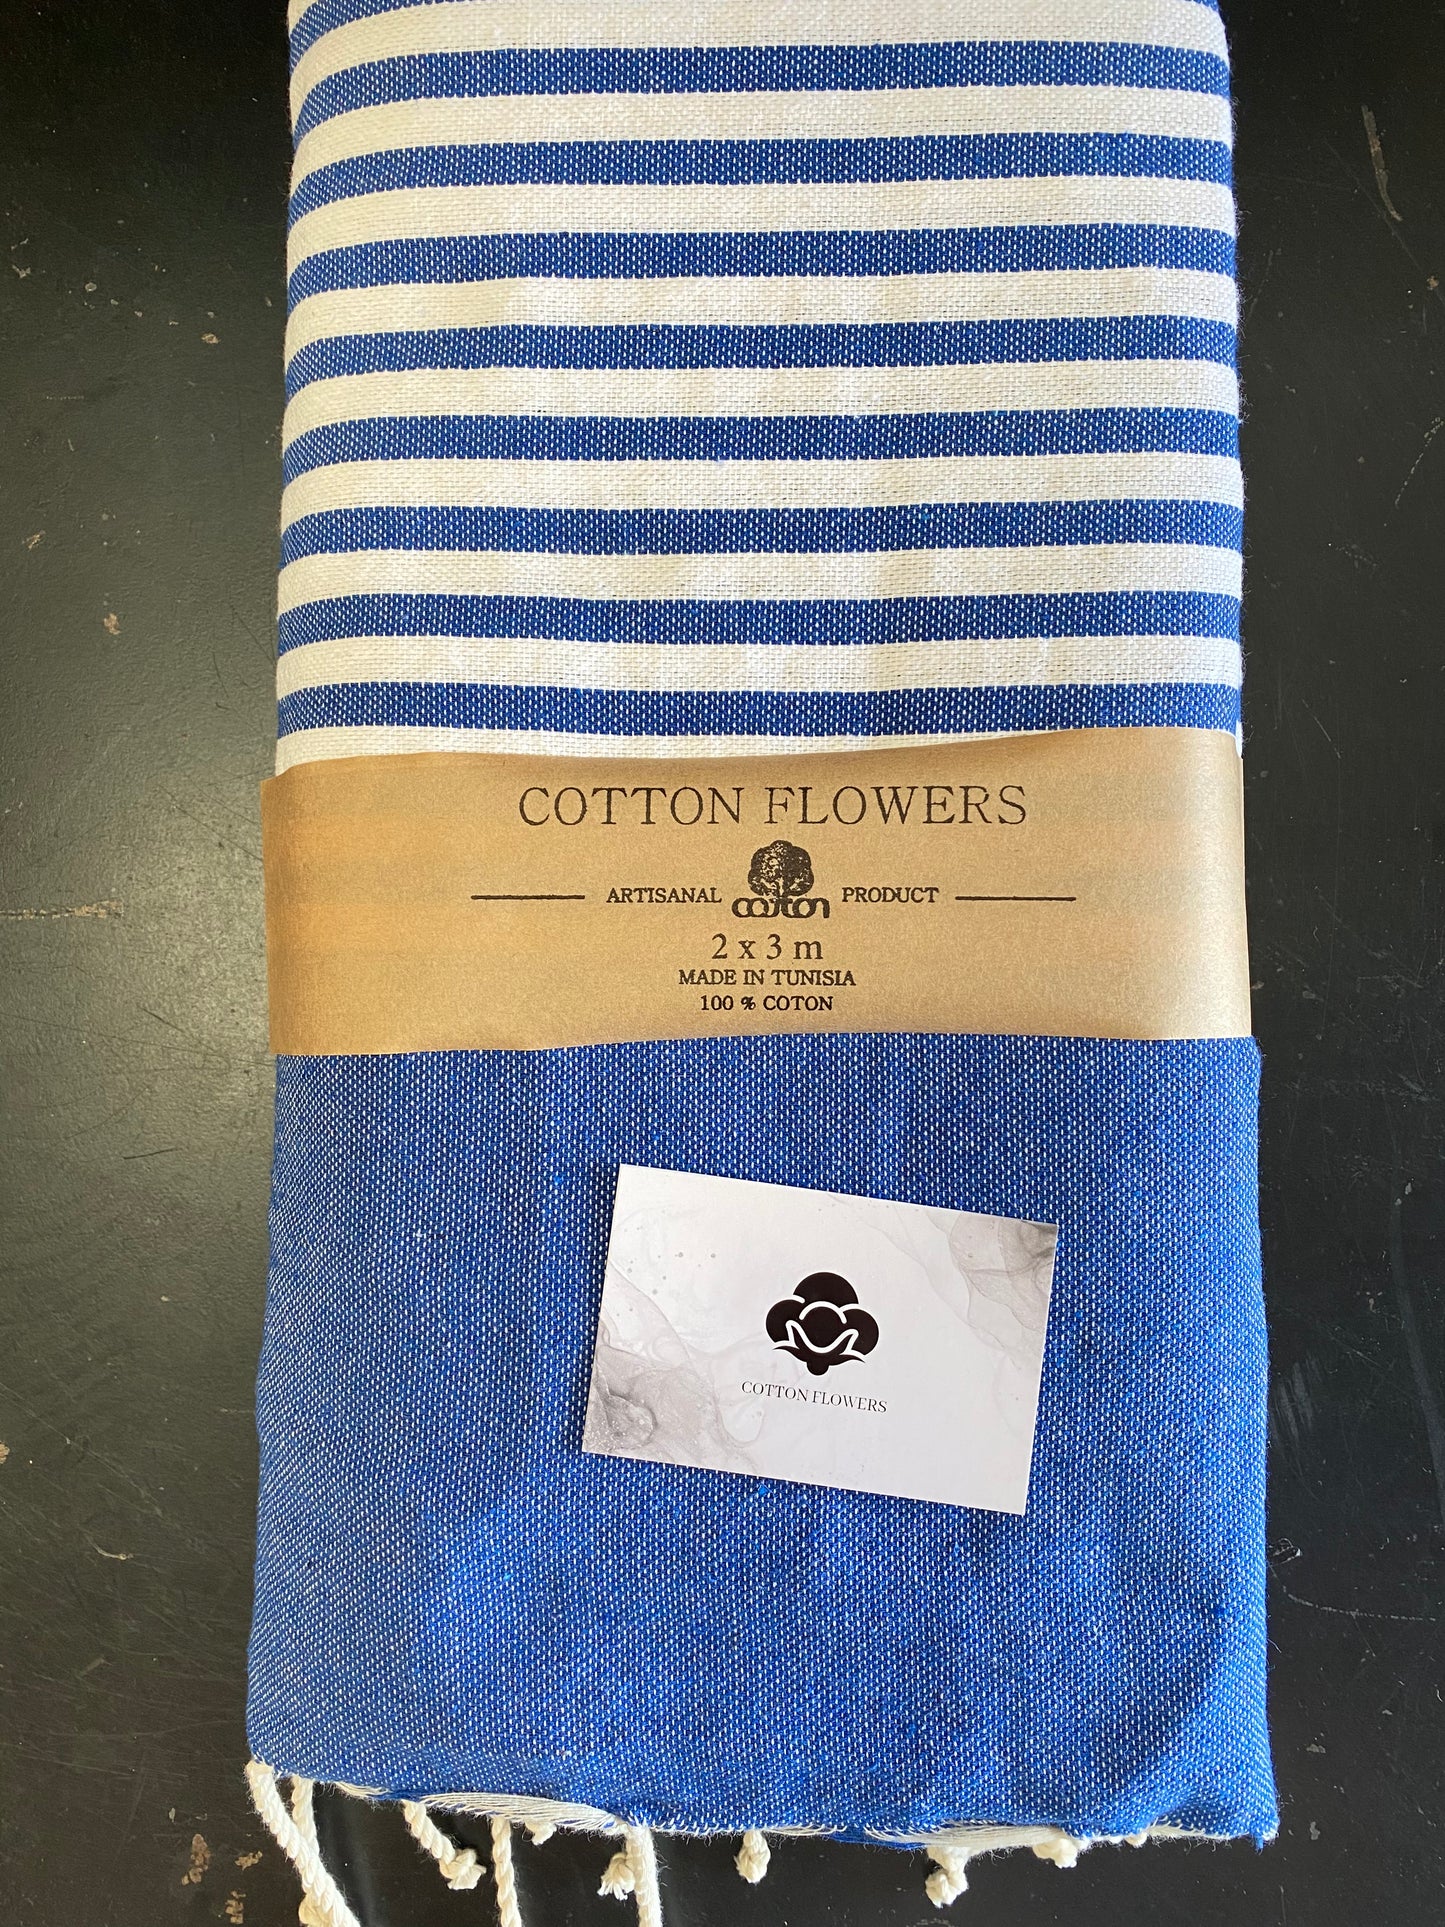 COTTON FLOWERS
ARTISANAL cotton PRODUCT
2 x 3 m
MADE IN TUNISIA
100 % COTON
COTTON FLOWERS